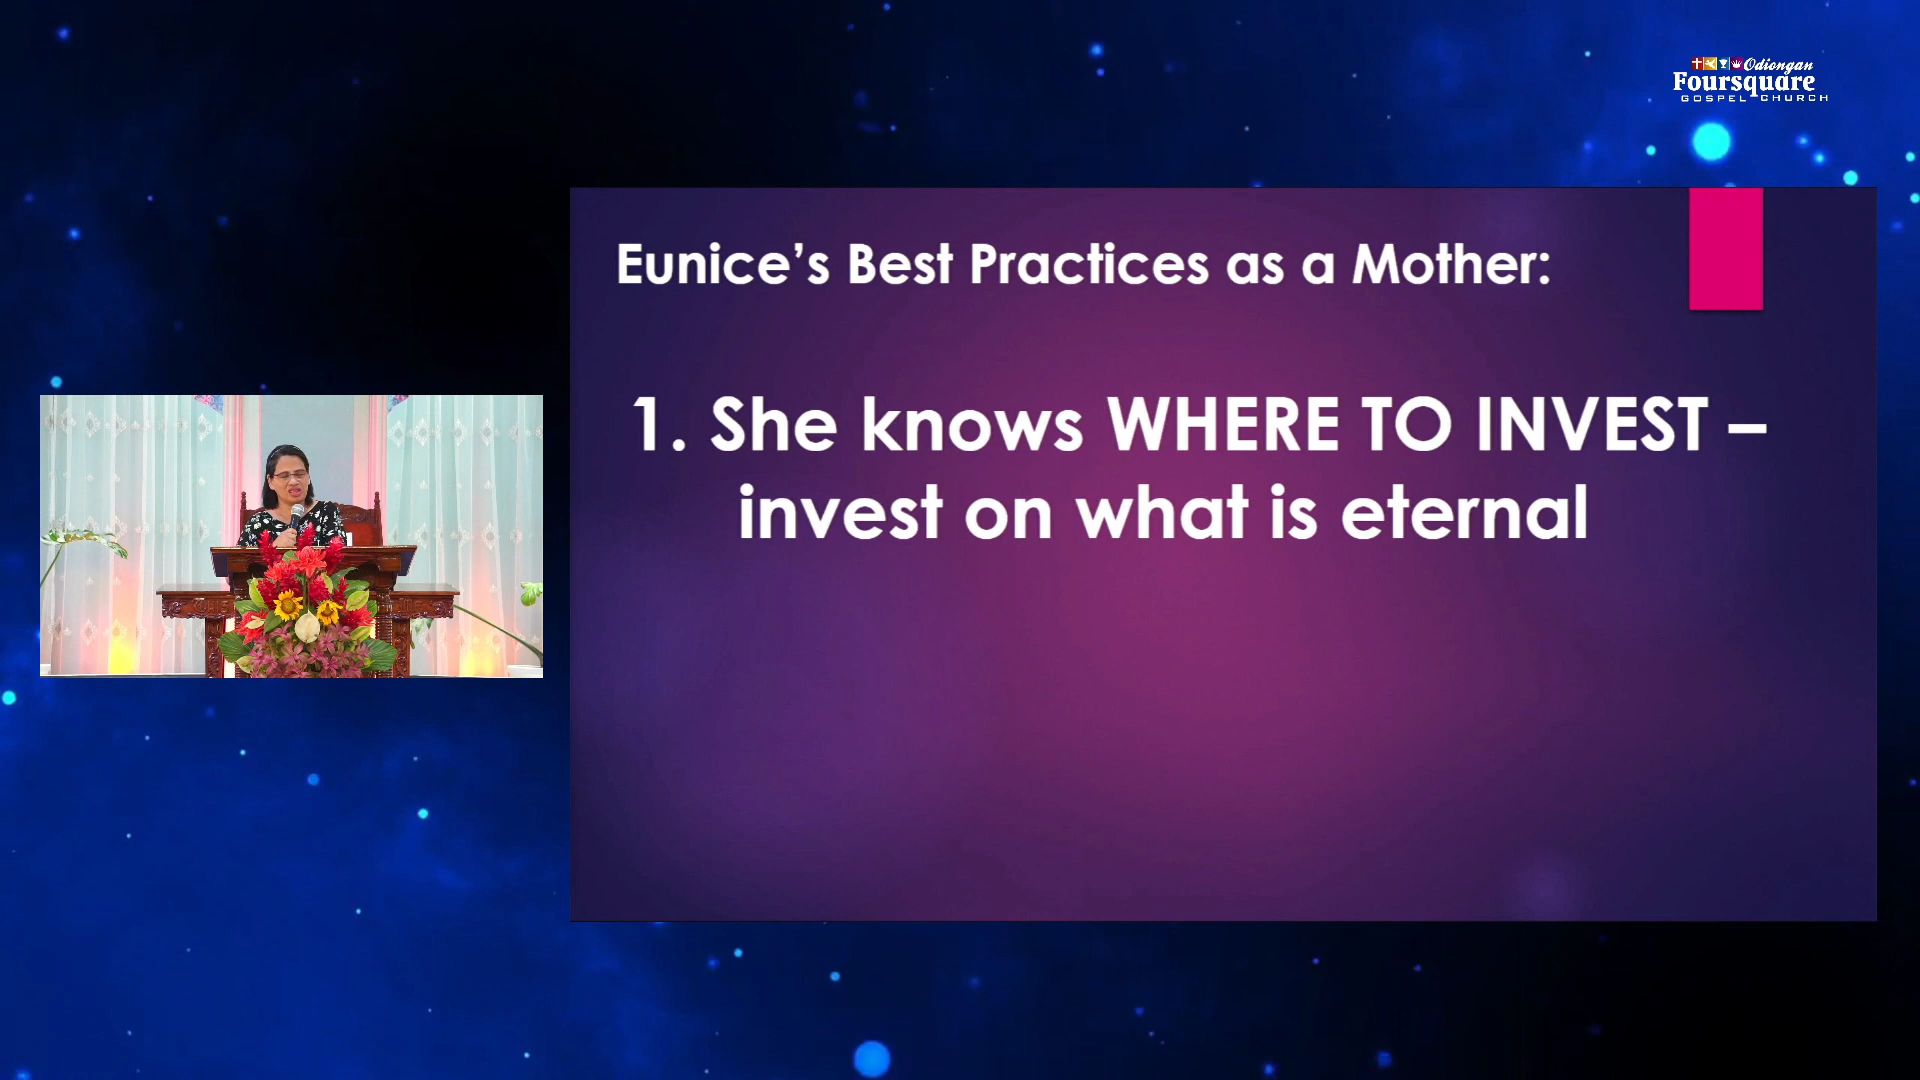 Odiongan
Foursquare
GOSPEL CHURCH
Eunice’s Best Practices as a Mother:
1. She knows WHERE TO INVEST –
invest on what is eternal